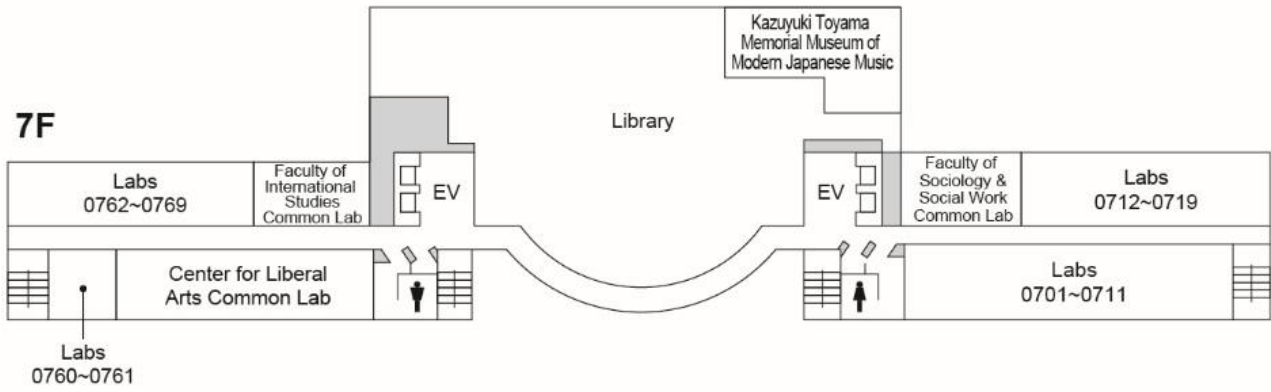 Kazuyuki Toyama
Memorial Museum of
Modern Japanese Music
7F
Library
Labs
0762~0769
Faculty of
International
Studies
Common Lab
EV
EV
Faculty of
Sociology &
Social Work
Common Lab
Labs
0712~0719
Center for Liberal
Arts Common Lab
Labs
0701~0711
Labs
0760~0761